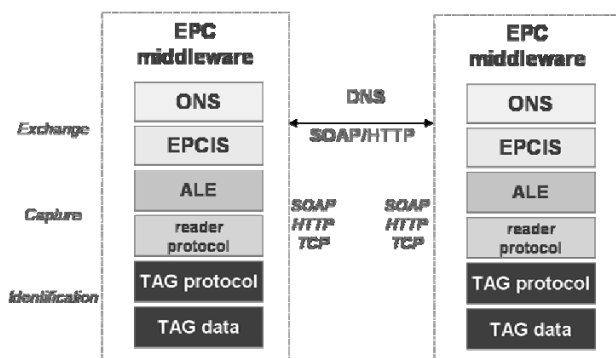 EPC
middleware
ONS
EPCIS
ALE
reader
protocol
TAG protocol
TAG data
Exchange
Capture
Identification
DNS
SOAP/HTTP
SOAP
HTTP
TCP
SOAP
HTTP
TCP
EPC
middleware
ONS
EPCIS
ALE
reader
protocol
TAG protocol
TAG data